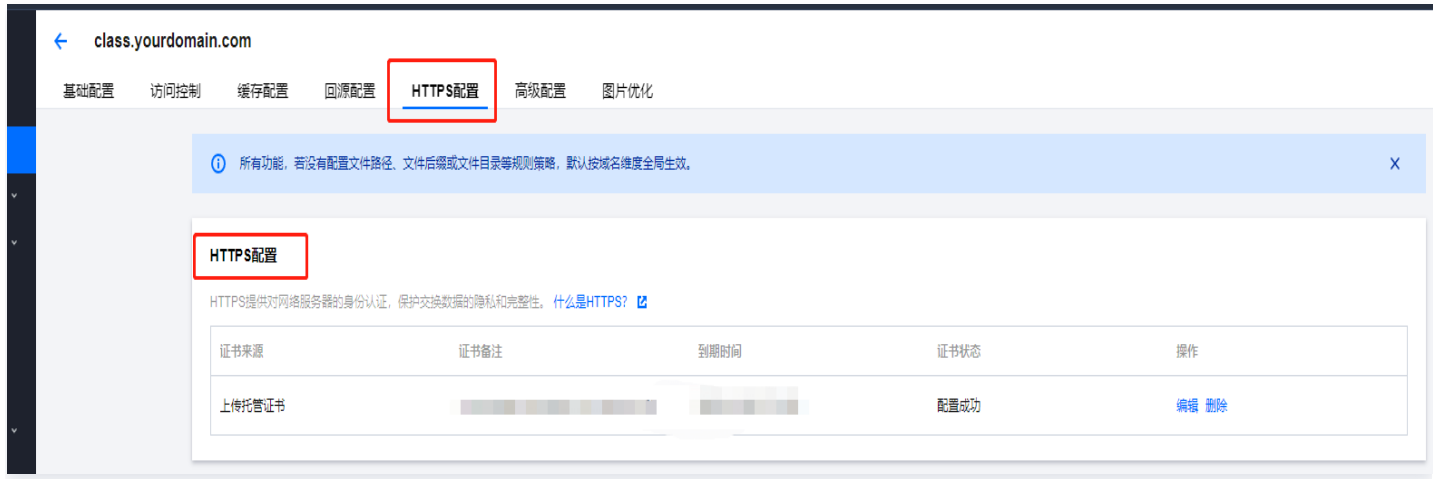 class.yourdomain.com
基础配置 访问控制 缓存配置 回源配置 HTTPS配置 高级配置 图片优化
所有功能，若没有配置文件路径、文件后缀或文件目录等规则策略，默认按域名维度全局生效。
HTTPS配置
HTTPS提供对网络服务器的身份认证，保护交换数据的隐私和完整性。什么是HTTPS?
证书来源 证书备注 到期时间 证书状态 操作
上传托管证书 配置成功 编辑 删除